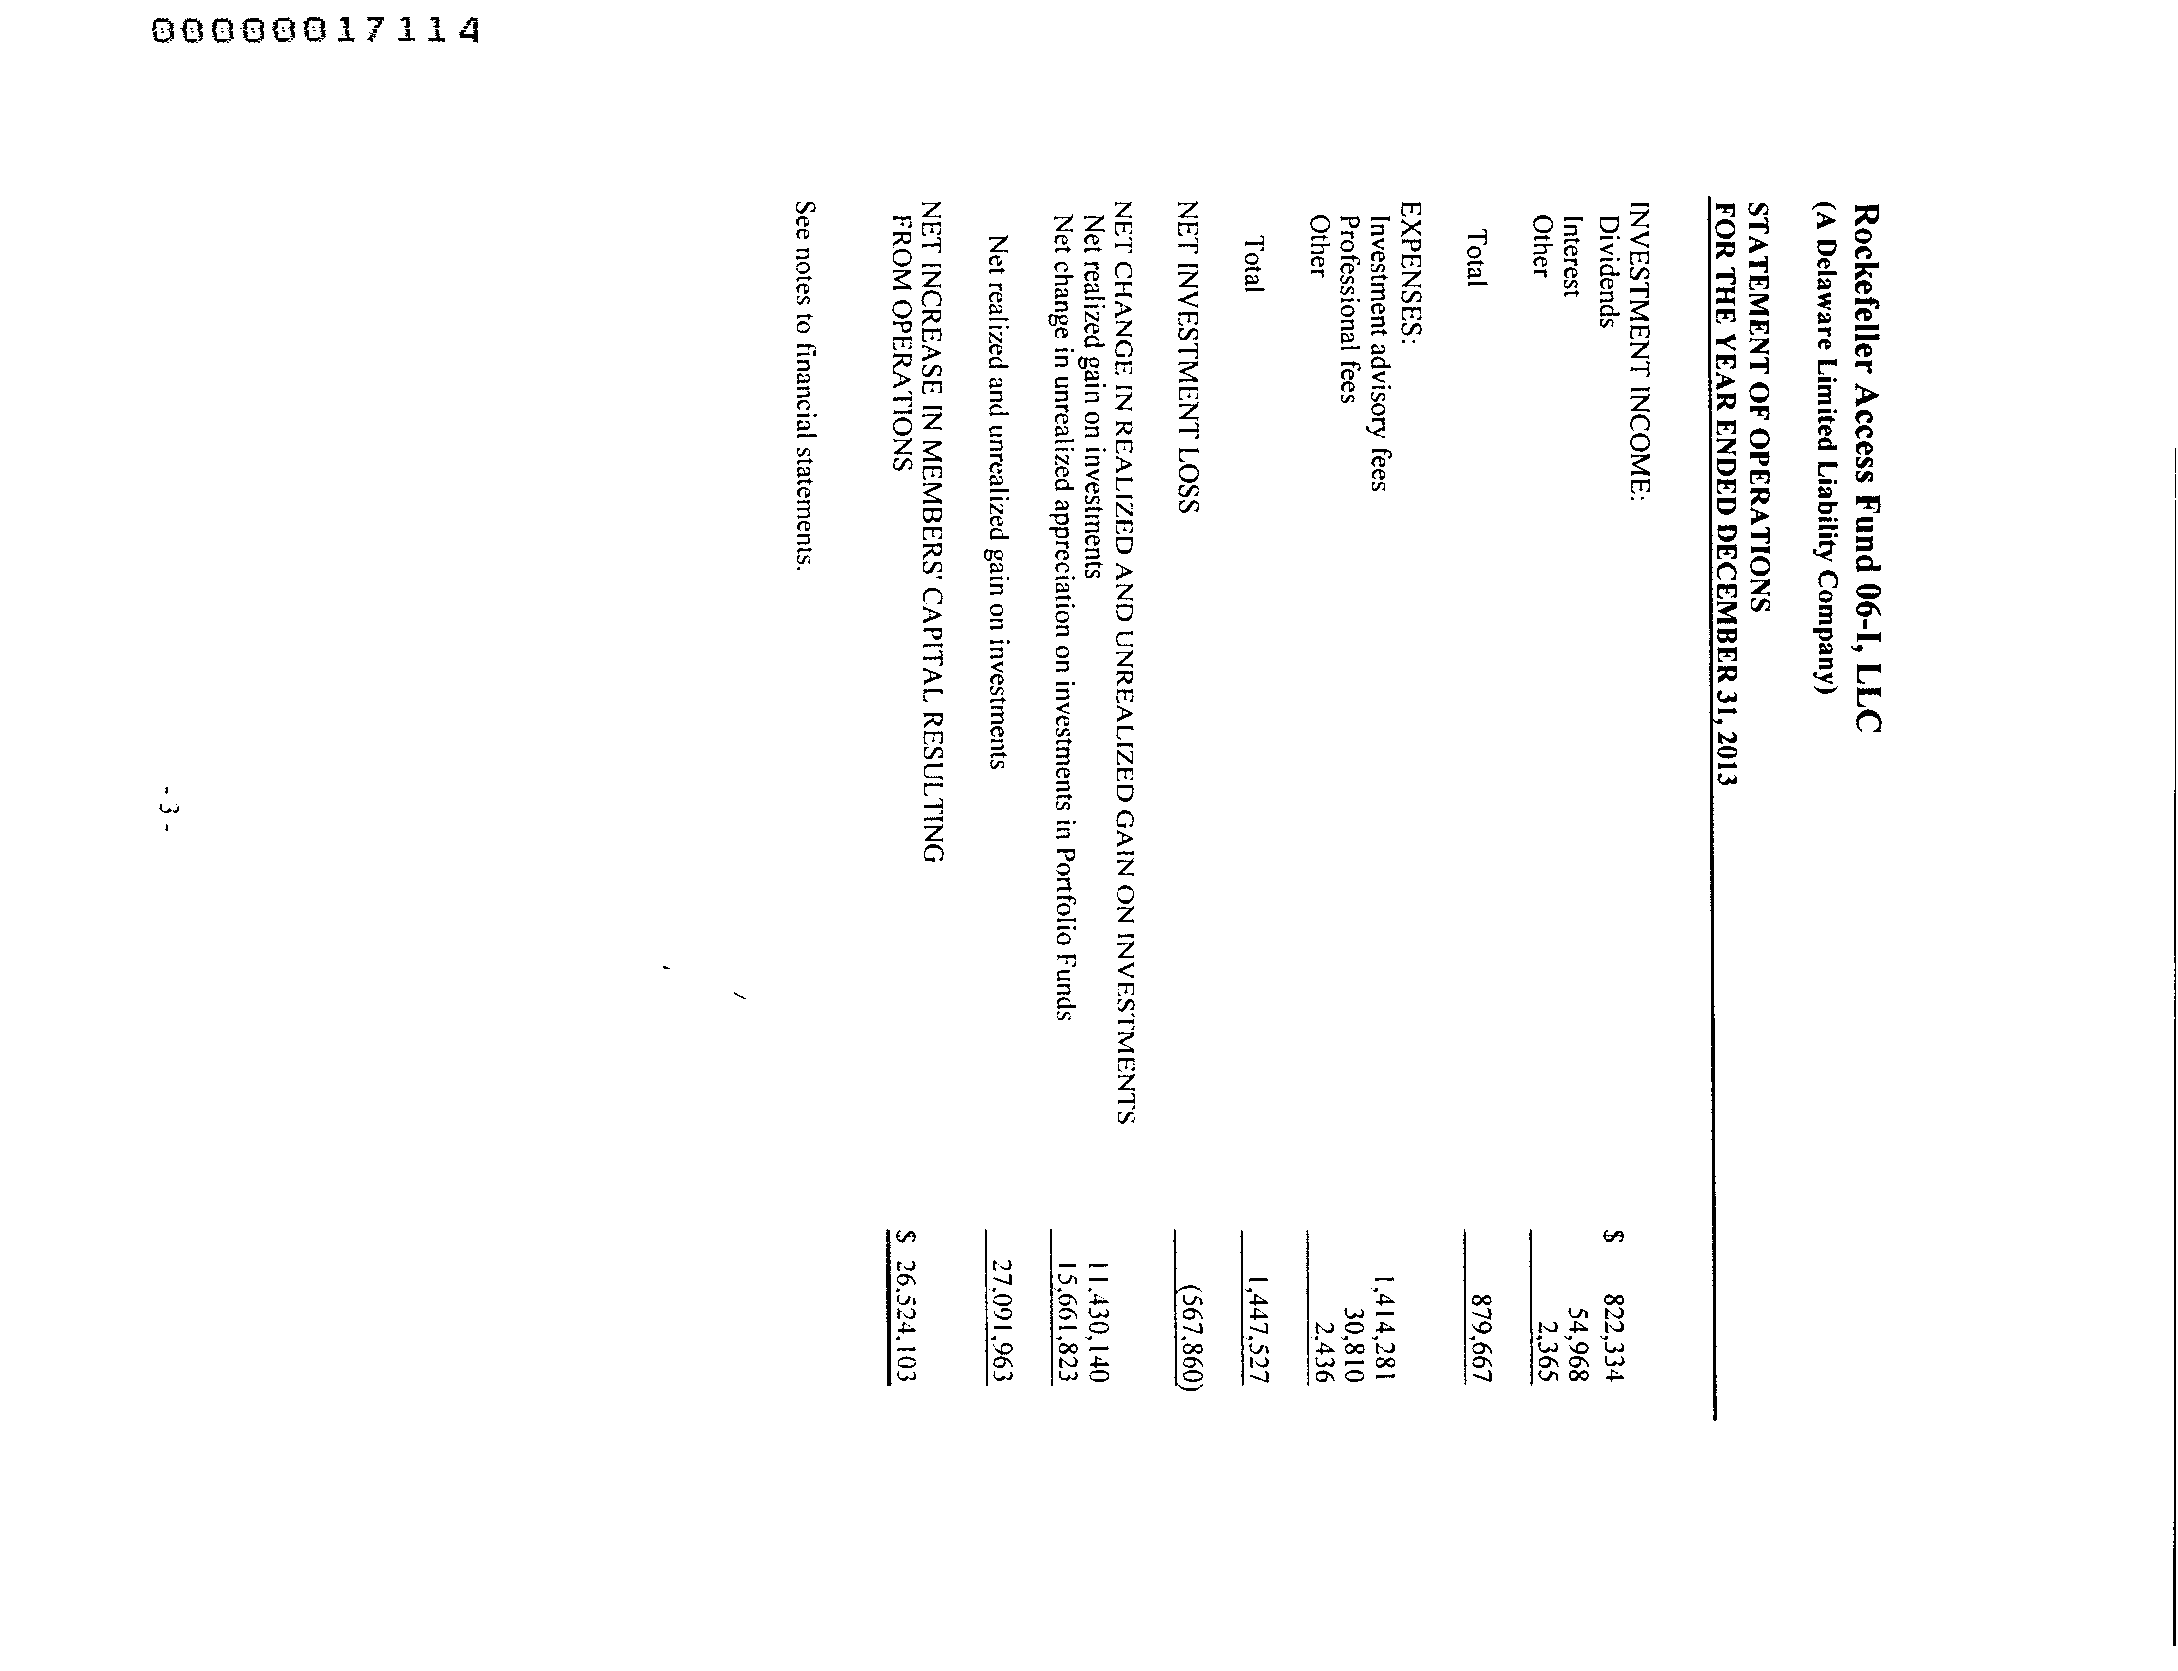 00000017114
Rockefeller Access Fund 06-I, LLC
(A Delaware Limited Liability Company)
STATEMENT OF OPERATIONS
FOR THE YEAR ENDED DECEMBER 31, 2013
INVESTMENT INCOME:
Dividends $ 822,334
Interest 54,968
Other 2,365
Total 879,667
EXPENSES:
Investment advisory fees 1,414,281
Professional fees 30,810
Other 2,436
Total 1,447,527
NET INVESTMENT LOSS (567,860)
NET CHANGE IN REALIZED AND UNREALIZED GAIN ON INVESTMENTS
Net realized gain on investments 11,430,140
Net change in unrealized appreciation on investments in Portfolio Funds 15,661,823
Net realized and unrealized gain on investments 27,091,963
NET INCREASE IN MEMBERS' CAPITAL RESULTING
FROM OPERATIONS $ 26,524,103
See notes to financial statements.
- 3 -